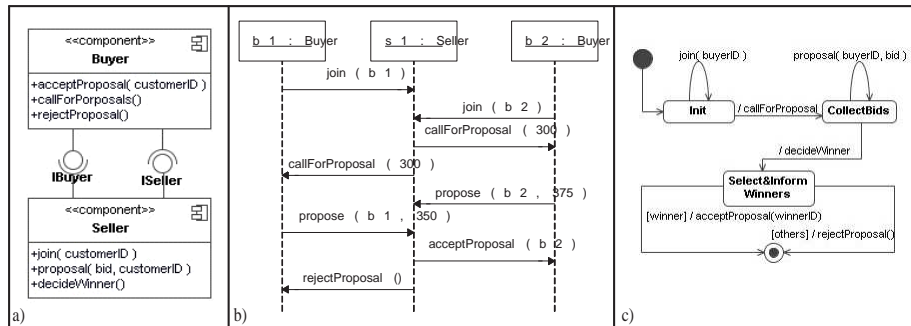 <<component>>
Buyer
+acceptProposal( customerID )
+callForPorposals()
+rejectProposal()
IBuyer
ISeller
<<component>>
Seller
+join( customerID )
+proposal( bid, customerID )
+decideWinner()
a)
b 1 : Buyer
s 1 : Seller
b 2 : Buyer
join ( b 1 )
join ( b 2 )
callForProposal ( 300 )
callForProposal ( 300 )
propose ( b 2 , 375 )
propose ( b 1 , 350 )
acceptProposal ( b 2 )
rejectProposal ()
b)
join( buyerID )
proposal( buyerID, bid )
Init
/ callForProposal
CollectBids
/ decideWinner
Select&Inform
Winners
[winner] / acceptProposal(winnerID)
[others] / rejectProposal()
c)